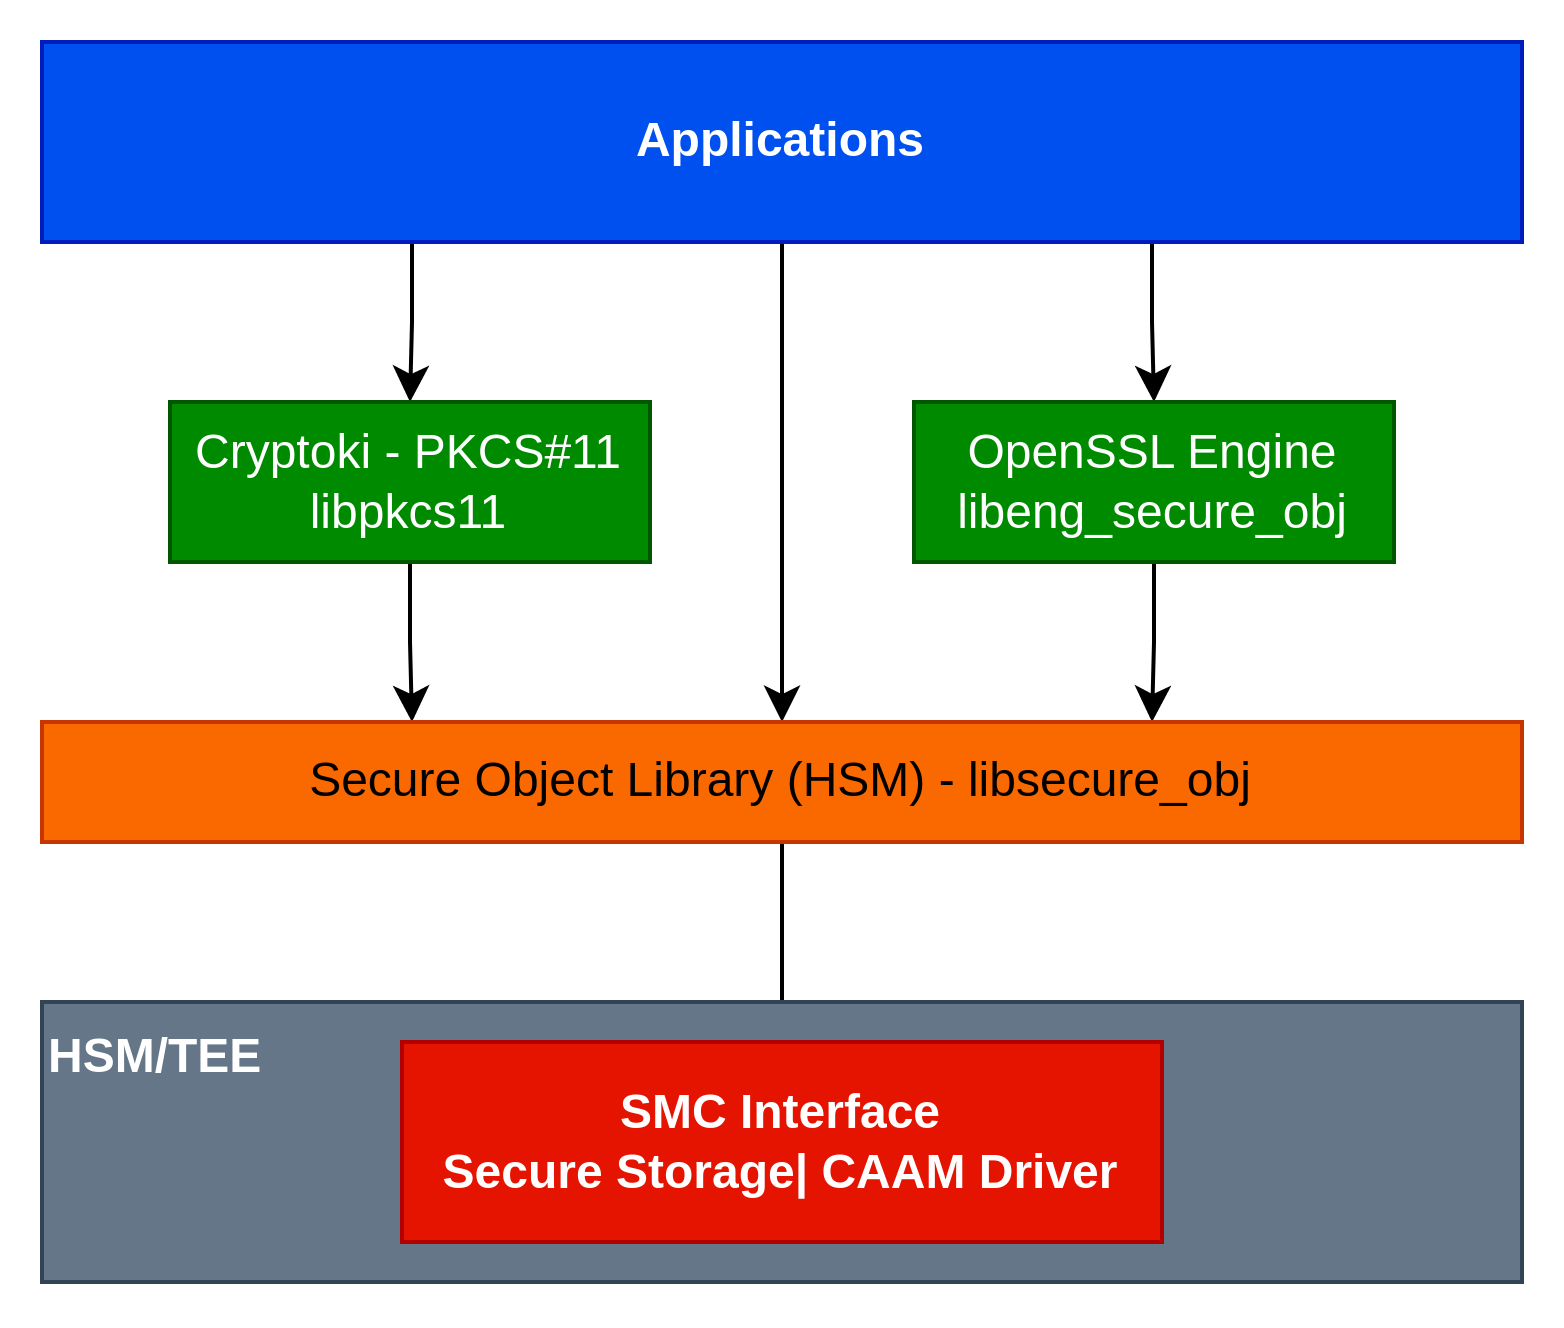 Applications
Cryptoki - PKCS#11
libpkcs11
OpenSSL Engine
libeng_secure_obj
Secure Object Library (HSM) - libsecure_obj
HSM/TEE
SMC Interface
Secure Storage| CAAM Driver